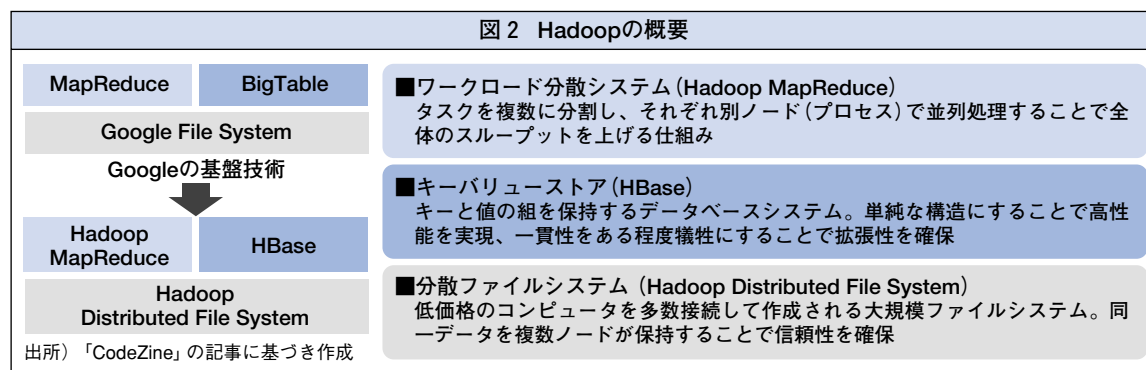 図2 Hadoopの概要
MapReduce
BigTable
Google File System
Googleの基盤技術
Hadoop
MapReduce
HBase
Hadoop
Distributed File System
出所）「CodeZine」の記事に基づき作成
■ワークロード分散システム（Hadoop MapReduce）
タスクを複数に分割し、それぞれ別ノード（プロセス）で並列処理することで全
体のスループットを上げる仕組み
■キーバリューストア（HBase）
キーと値の組を保持するデータベースシステム。単純な構造にすることで高性
能を実現、一貫性をある程度犠牲にすることで拡張性を確保
■分散ファイルシステム（Hadoop Distributed File System）
低価格のコンピュータを多数接続して作成される大規模ファイルシステム。同
一データを複数ノードが保持することで信頼性を確保